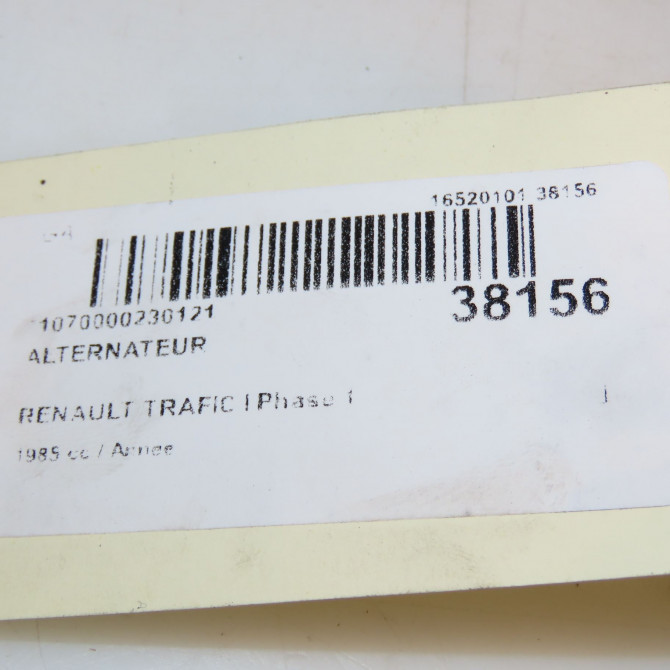 16520101 38156
1070000230121
38156
ALTERNATEUR
RENAULT TRAFIC I Phase 1
1985 cc / Annee